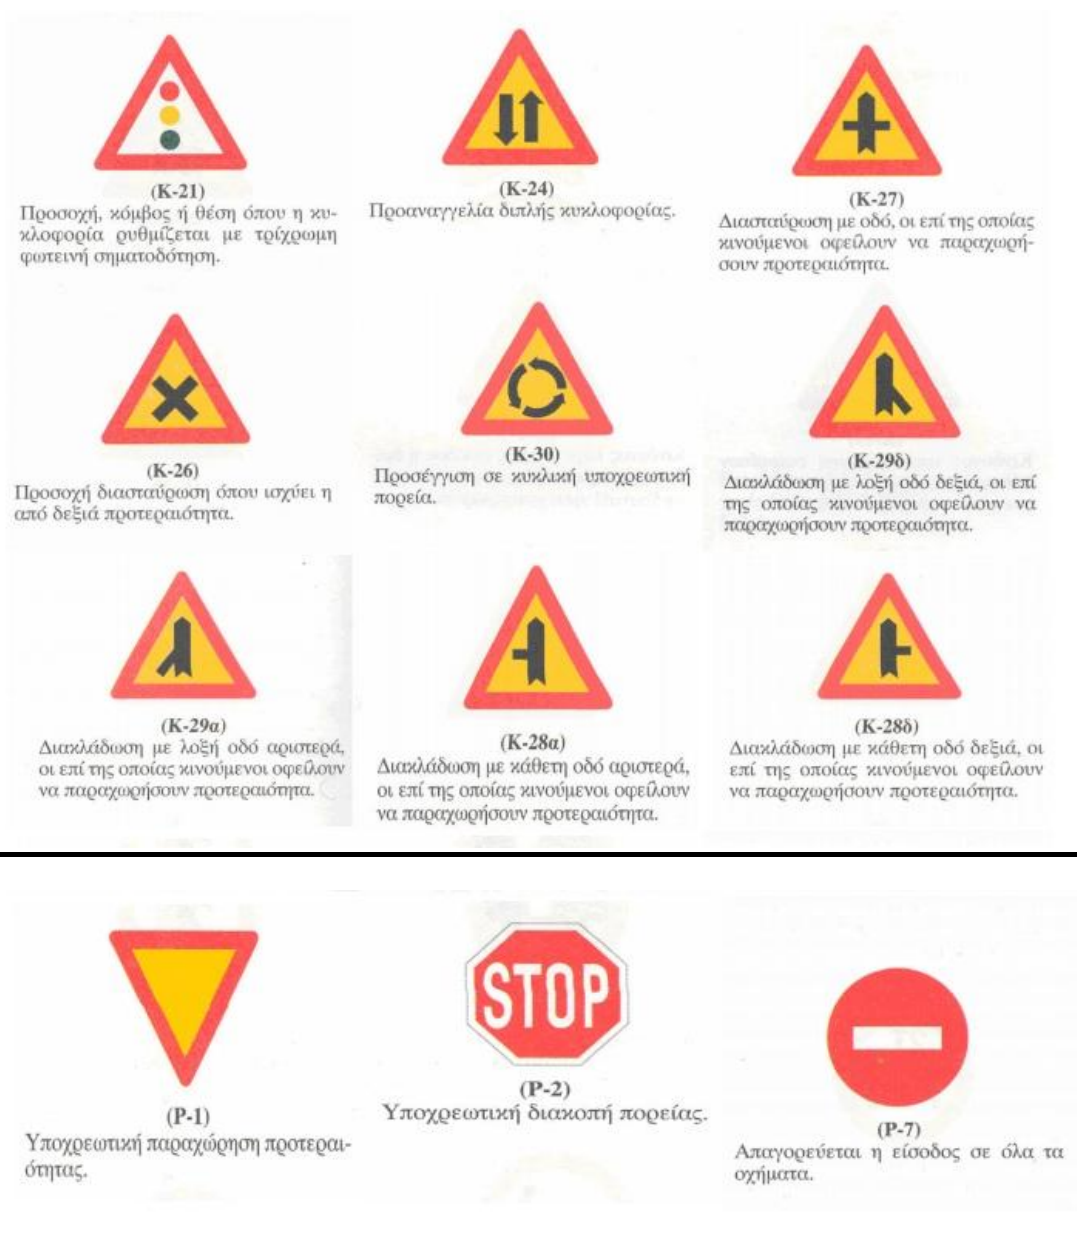 (K-21)
Προσοχή, κόμβος ή θέση όπου η κυ-
κλοφορία ρυθμίζεται με τρίχρωμη
φωτεινή σηματοδότηση.
(K-24)
Προαναγγελία διπλής κυκλοφορίας.
(K-27)
Διασταύρωση με οδό, οι επί της οποίας
κινούμενοι οφείλουν να παραχωρή-
σουν προτεραιότητα.
(K-26)
Προσοχή διασταύρωση όπου ισχύει η
από δεξιά προτεραιότητα.
(K-30)
Προσέγγιση σε κυκλική υποχρεωτική
πορεία.
(K-29δ)
Διακλάδωση με λοξή οδό δεξιά, οι επί
της οποίας κινούμενοι οφείλουν να
παραχωρήσουν προτεραιότητα.
(K-29α)
Διακλάδωση με λοξή οδό αριστερά,
οι επί της οποίας κινούμενοι οφείλουν
να παραχωρήσουν προτεραιότητα.
(K-28α)
Διακλάδωση με κάθετη οδό αριστερά,
οι επί της οποίας κινούμενοι οφείλουν
να παραχωρήσουν προτεραιότητα.
(K-28δ)
Διακλάδωση με κάθετη οδό δεξιά, οι
επί της οποίας κινούμενοι οφείλουν
να παραχωρήσουν προτεραιότητα.
(P-1)
Υποχρεωτική παραχώρηση προτεραι-
ότητας.
STOP
(P-2)
Υποχρεωτική διακοπή πορείας.
(P-7)
Απαγορεύεται η είσοδος σε όλα τα
οχήματα.